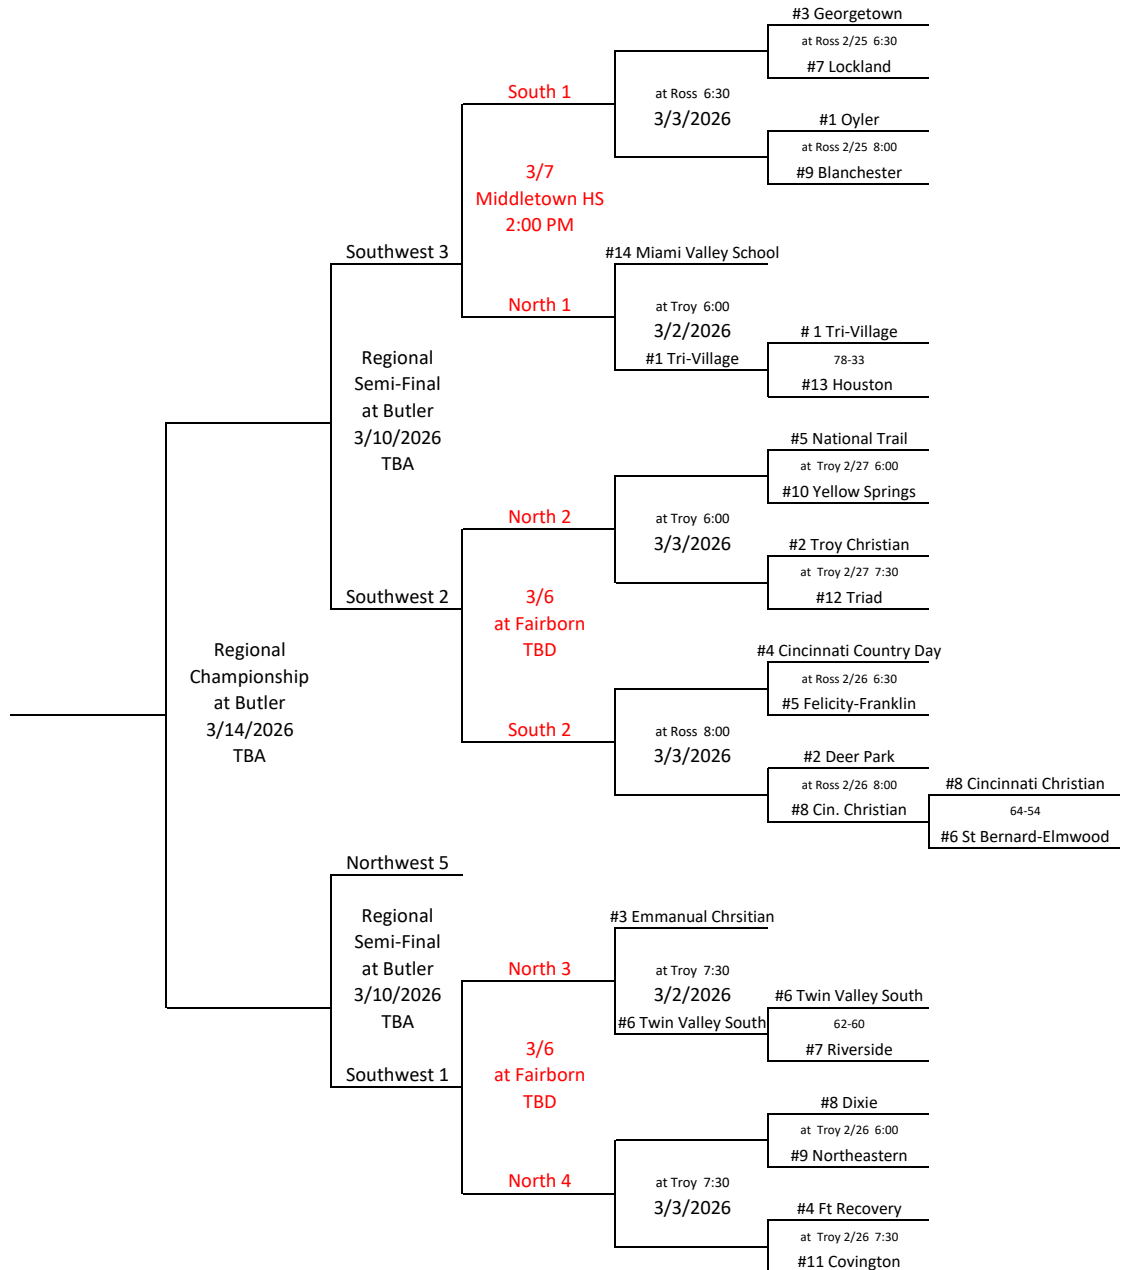 #3 Georgetown
at Ross 2/25 6:30
#7 Lockland
South 1
at Ross 6:30
3/3/2026
#1 Oyler
at Ross 2/25 8:00
#9 Blanchester
3/7
Middletown HS
2:00 PM
Southwest 3
#14 Miami Valley School
North 1
at Troy 6:00
3/2/2026
#1 Tri-Village
# 1 Tri-Village
78-33
#13 Houston
Regional
Semi-Final
at Butler
3/10/2026
TBA
#5 National Trail
at Troy 2/27 6:00
#10 Yellow Springs
North 2
at Troy 6:00
3/3/2026
#2 Troy Christian
at Troy 2/27 7:30
#12 Triad
Southwest 2
3/6
at Fairborn
TBD
Regional
Championship
at Butler
3/14/2026
TBA
#4 Cincinnati Country Day
at Ross 2/26 6:30
#5 Felicity-Franklin
South 2
at Ross 8:00
3/3/2026
#2 Deer Park
at Ross 2/26 8:00
#8 Cin. Christian
#8 Cincinnati Christian
64-54
#6 St Bernard-Elmwood
Northwest 5
Regional
Semi-Final
at Butler
3/10/2026
TBA
#3 Emmanual Chrsitian
North 3
at Troy 7:30
3/2/2026
#6 Twin Valley South
#6 Twin Valley South
62-60
#7 Riverside
3/6
at Fairborn
TBD
Southwest 1
#8 Dixie
at Troy 2/26 6:00
#9 Northeastern
North 4
at Troy 7:30
3/3/2026
#4 Ft Recovery
at Troy 2/26 7:30
#11 Covington